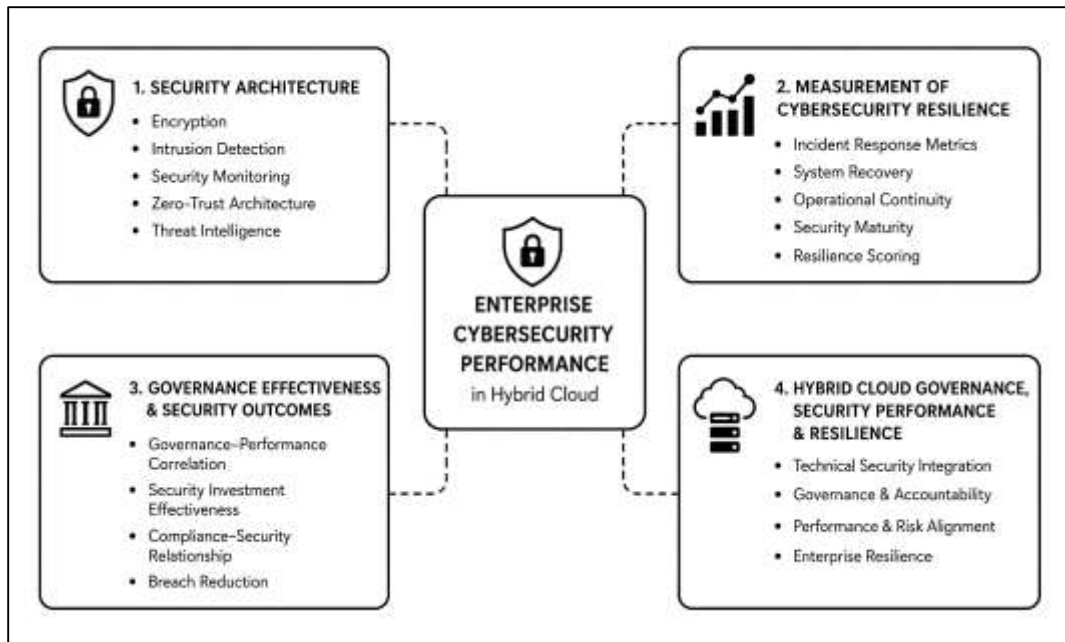 1. SECURITY ARCHITECTURE
• Encryption
• Intrusion Detection
• Security Monitoring
• Zero-Trust Architecture
• Threat Intelligence
2. MEASUREMENT OF
CYBERSECURITY RESILIENCE
• Incident Response Metrics
• System Recovery
• Operational Continuity
• Security Maturity
• Resilience Scoring
ENTERPRISE
CYBERSECURITY
PERFORMANCE
in Hybrid Cloud
3. GOVERNANCE EFFECTIVENESS
& SECURITY OUTCOMES
• Governance–Performance
Correlation
• Security Investment
Effectiveness
• Compliance–Security
Relationship
• Breach Reduction
4. HYBRID CLOUD GOVERNANCE,
SECURITY PERFORMANCE
& RESILIENCE
• Technical Security Integration
• Governance & Accountability
• Performance & Risk Alignment
• Enterprise Resilience